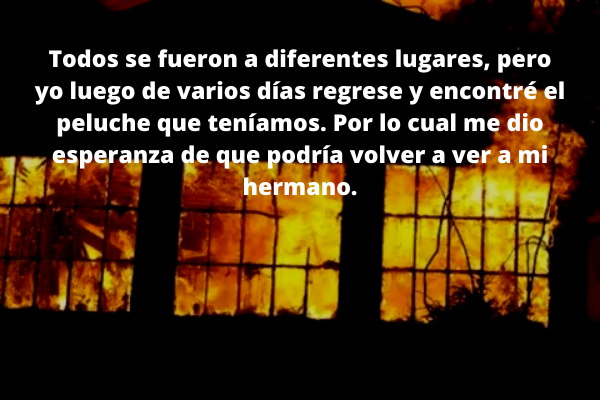 Todos se fueron a diferentes lugares, pero
yo luego de varios días regrese y encontré el
peluche que teníamos. Por lo cual me dio
esperanza de que podría volver a ver a mi
hermano.